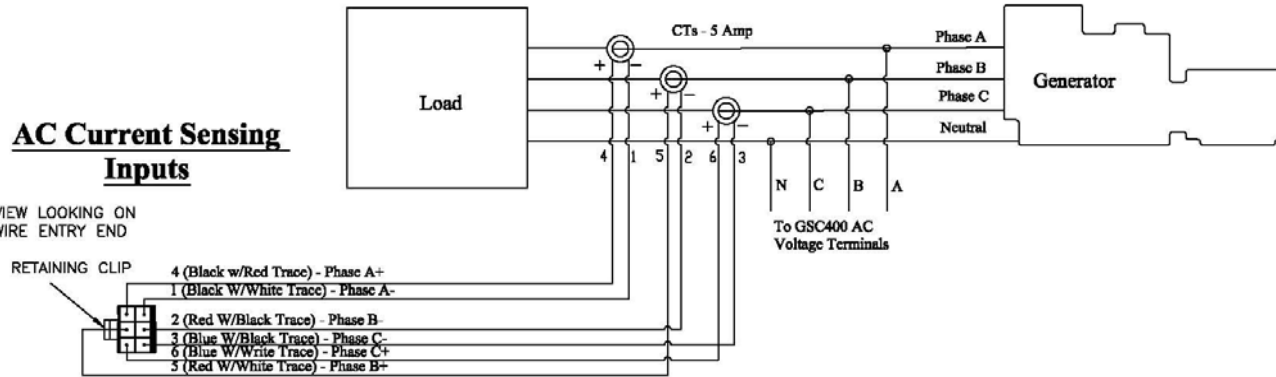 CTs - 5 Amp
Phase A
Phase B
Phase C
Neutral
Generator
Load
+ -
+ -
+ -
4 1 5 2 6 3
N C B A
To GSC400 AC
Voltage Terminals
AC Current Sensing
Inputs
VIEW LOOKING ON
WIRE ENTRY END
RETAINING CLIP
4 (Black w/Red Trace) - Phase A+
1 (Black W/White Trace) - Phase A-
2 (Red W/Black Trace) - Phase B-
3 (Blue W/Black Trace) - Phase C-
6 (Blue W/Write Trace) - Phase C+
5 (Red W/White Trace) - Phase B+